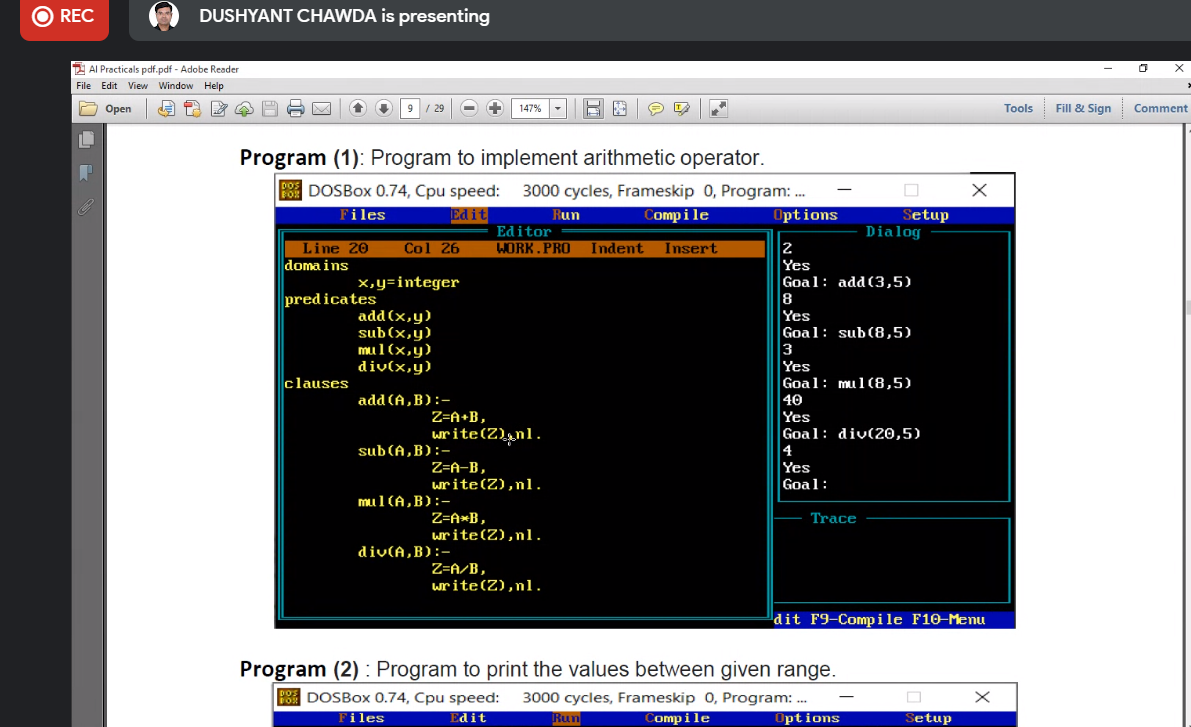 REC
DUSHYANT CHAWDA is presenting
AI Practicals pdf.pdf - Adobe Reader
File Edit View Window Help
Open 9 / 29 147% Tools Fill & Sign Comment
Program (1): Program to implement arithmetic operator.
DOS BOX DOSBox 0.74, Cpu speed: 3000 cycles, Frameskip 0, Program: ...
Files Edit Run Compile Options Setup
Editor
Line 20 Col 26 WORK.PRO Indent Insert
domains
x,y=integer
predicates
add(x,y)
sub(x,y)
mul(x,y)
div(x,y)
clauses
add(A,B):-
Z=A+B,
write(Z),nl.
sub(A,B):-
Z=A-B,
write(Z),nl.
mul(A,B):-
Z=A*B,
write(Z),nl.
div(A,B):-
Z=A/B,
write(Z),nl.
Dialog
2
Yes
Goal: add(3,5)
8
Yes
Goal: sub(8,5)
3
Yes
Goal: mul(8,5)
40
Yes
Goal: div(20,5)
4
Yes
Goal:
Trace
dit F9-Compile F10-Menu
Program (2) : Program to print the values between given range.
DOS BOX DOSBox 0.74, Cpu speed: 3000 cycles, Frameskip 0, Program: ...
Files Edit Run Compile Options Setup